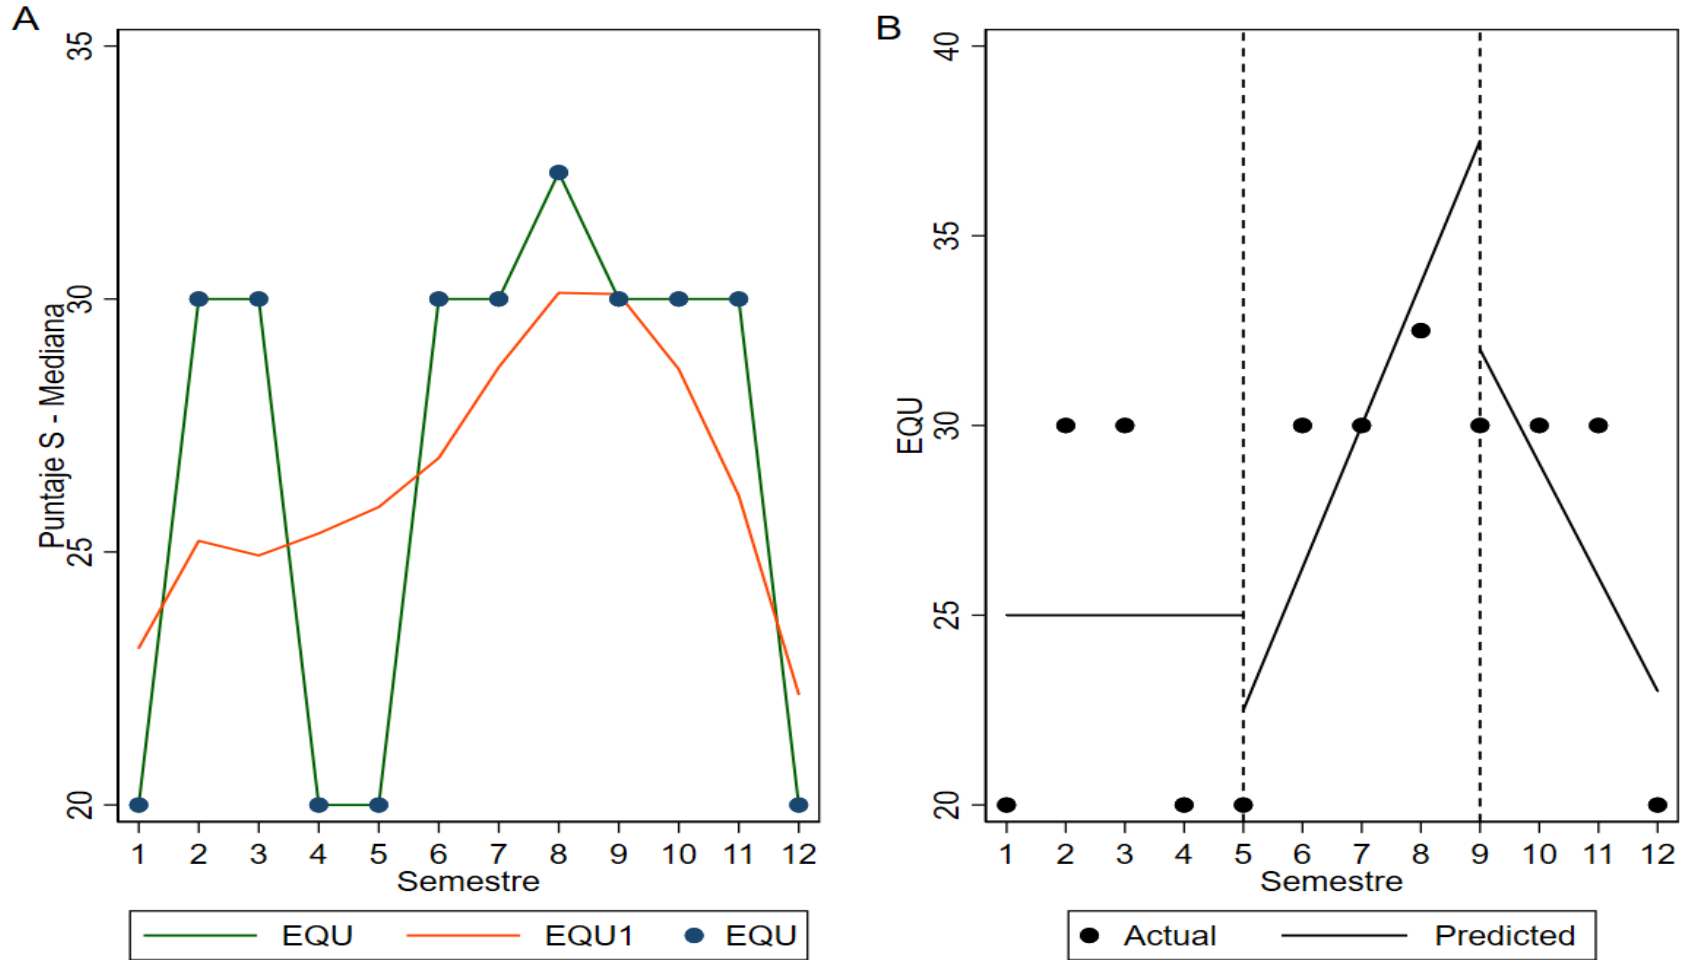 A
35
30
25
20
Puntaje S - Mediana
1 2 3 4 5 6 7 8 9 10 11 12
Semestre
EQU EQU1 EQU
B
40
35
30
25
20
EQU
1 2 3 4 5 6 7 8 9 10 11 12
Semestre
Actual Predicted